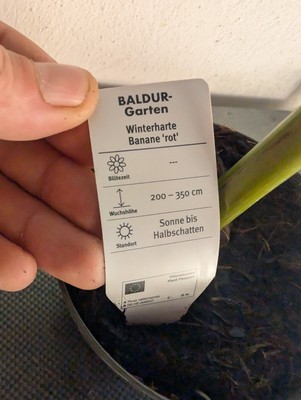 BALDUR-
Garten
Winterharte
Banane 'rot'
---
Blütezeit
200 – 350 cm
Wuchshöhe
Sonne bis
Halbschatten
Standort